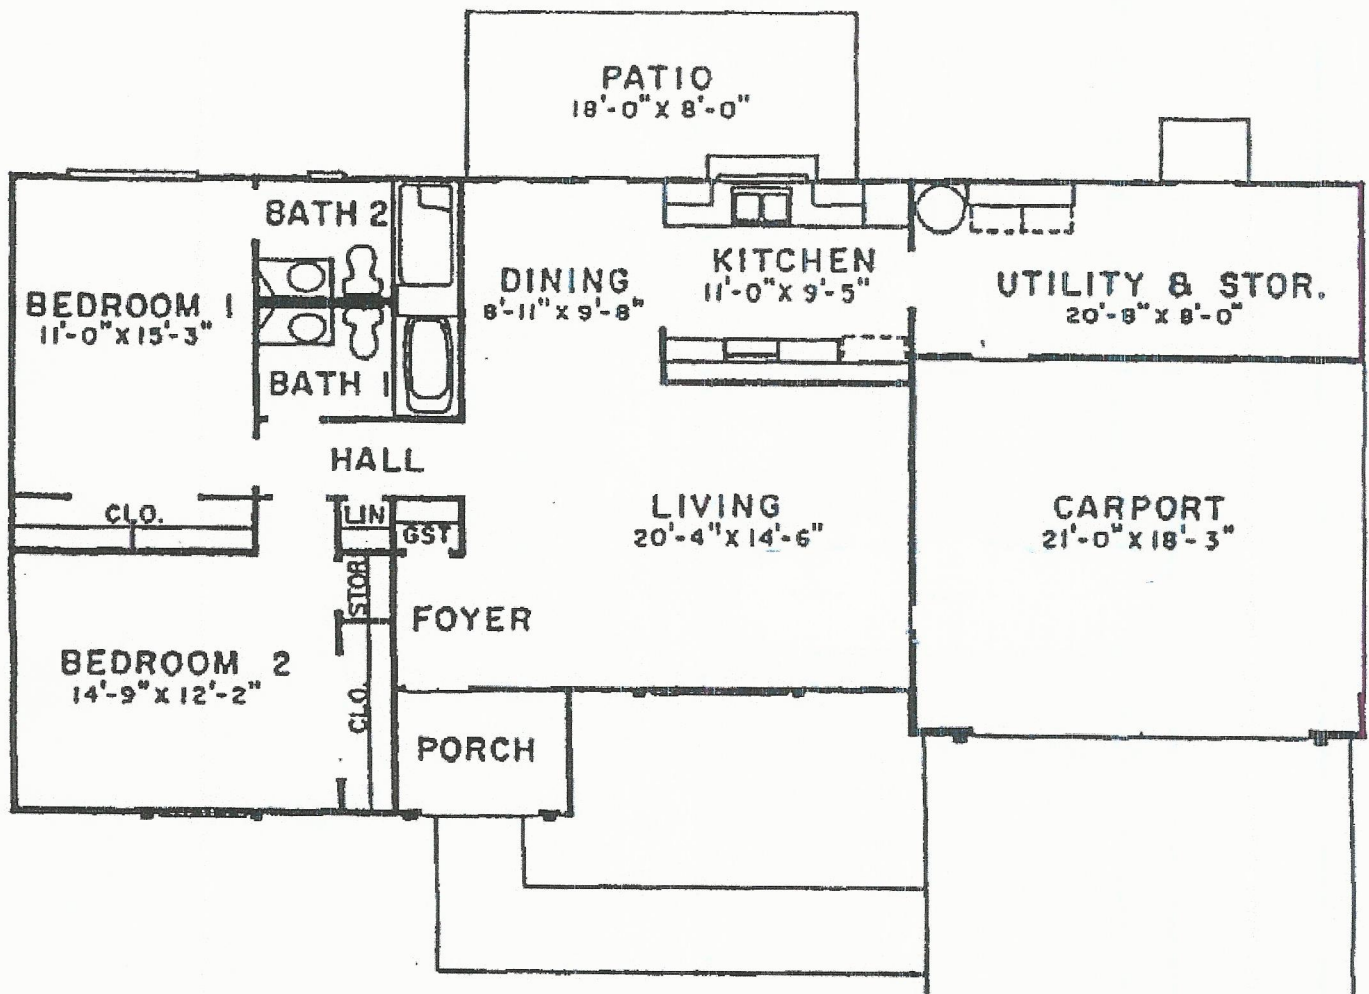 PATIO
18'-0" X 8'-0"
BATH 2
BEDROOM 1
11'-0" X 15'-3"
BATH 1
DINING
8'-11" X 9'-8"
KITCHEN
11'-0" X 9'-5"
UTILITY & STOR.
20'-8" X 8'-0"
HALL
CLO.
LIN
GST
LIVING
20'-4" X 14'-6"
CARPORT
21'-0" X 18'-3"
STOR
FOYER
BEDROOM 2
14'-9" X 12'-2"
CLO.
PORCH